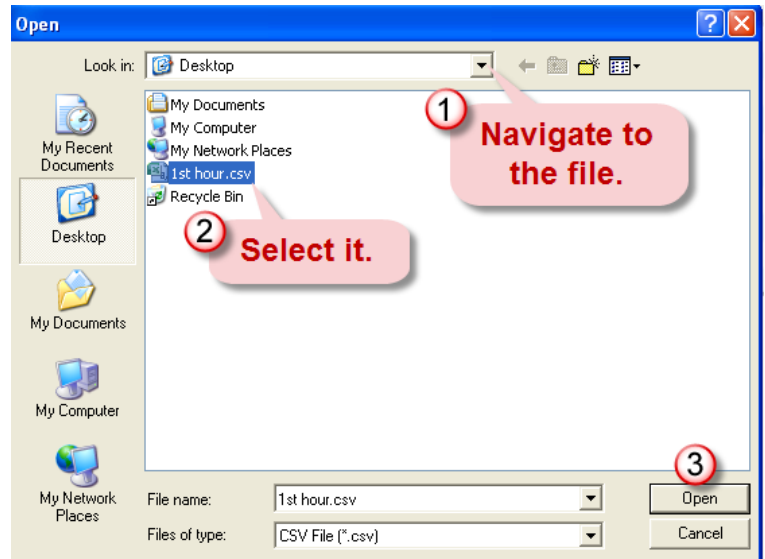 Open
Look in:
Desktop
My Recent
Documents
Desktop
My Documents
My Computer
My Network
Places
My Documents
My Computer
My Network Places
1st hour.csv
Recycle Bin
1
Navigate to
the file.
2
Select it.
3
File name:
1st hour.csv
Open
Files of type:
CSV File (*.csv)
Cancel